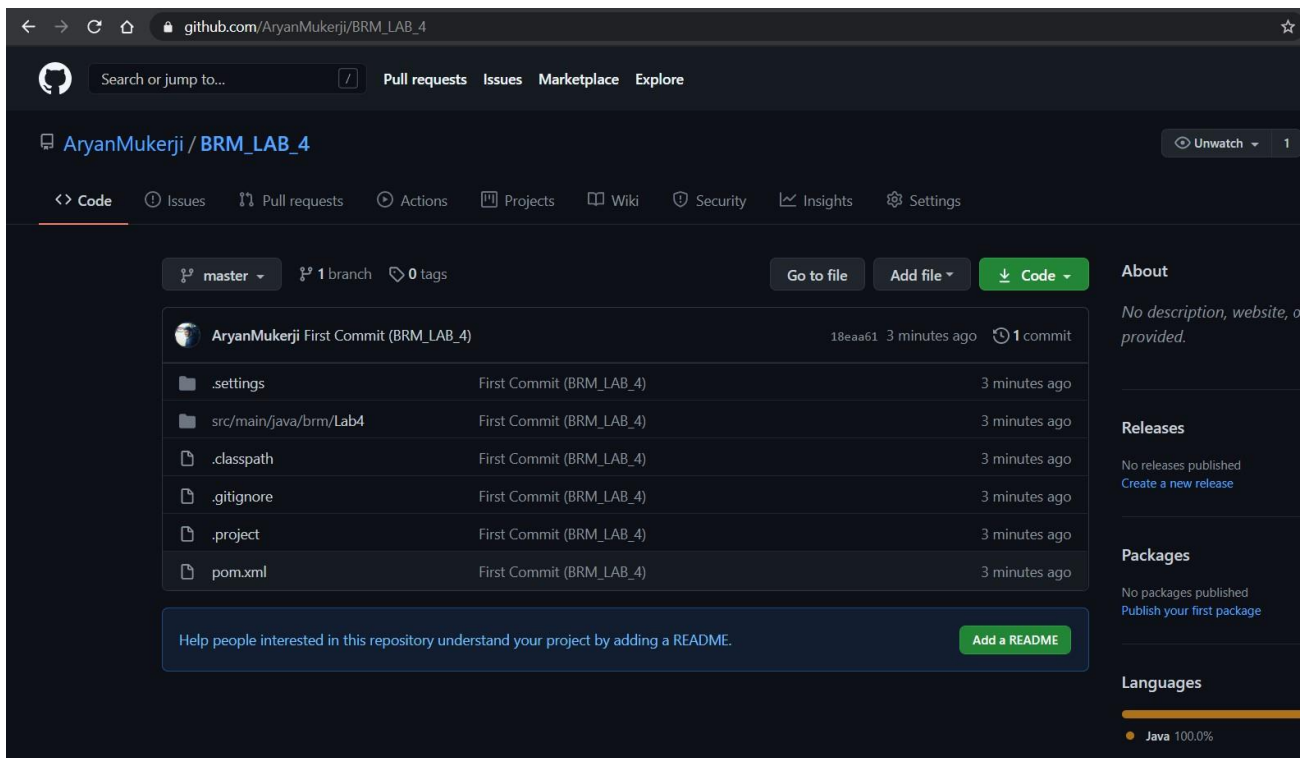 github.com/AryanMukerji/BRM_LAB_4
Search or jump to... / Pull requests Issues Marketplace Explore
AryanMukerji / BRM_LAB_4
Unwatch 1
Code Issues Pull requests Actions Projects Wiki Security Insights Settings
master 1 branch 0 tags Go to file Add file Code
AryanMukerji First Commit (BRM_LAB_4) 18eaa61 3 minutes ago 1 commit
.settings First Commit (BRM_LAB_4) 3 minutes ago
src/main/java/brm/Lab4 First Commit (BRM_LAB_4) 3 minutes ago
.classpath First Commit (BRM_LAB_4) 3 minutes ago
.gitignore First Commit (BRM_LAB_4) 3 minutes ago
.project First Commit (BRM_LAB_4) 3 minutes ago
pom.xml First Commit (BRM_LAB_4) 3 minutes ago
Help people interested in this repository understand your project by adding a README. Add a README
About
No description, website, o
provided.
Releases
No releases published
Create a new release
Packages
No packages published
Publish your first package
Languages
Java 100.0%